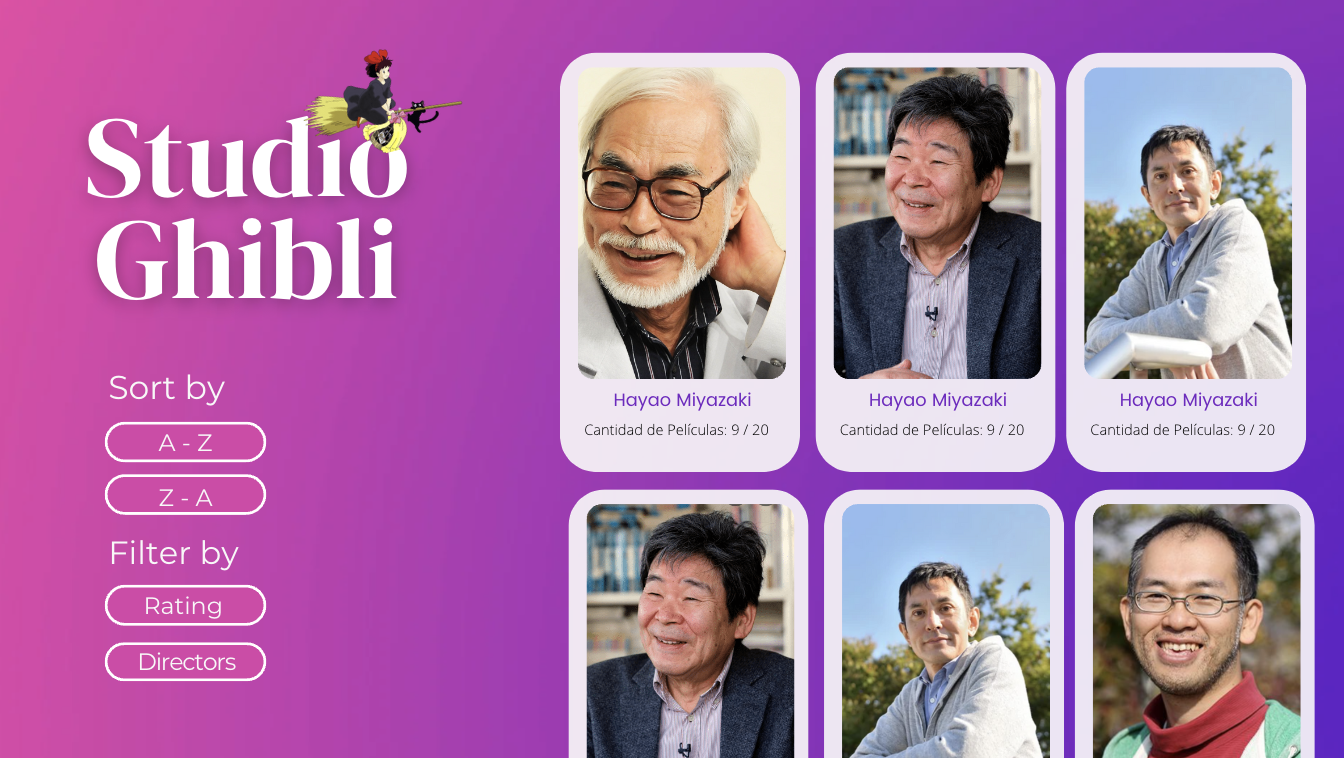 Studio
Ghibli
Sort by
A - Z
Z - A
Filter by
Rating
Directors
Hayao Miyazaki
Cantidad de Películas: 9 / 20
Hayao Miyazaki
Cantidad de Películas: 9 / 20
Hayao Miyazaki
Cantidad de Películas: 9 / 20